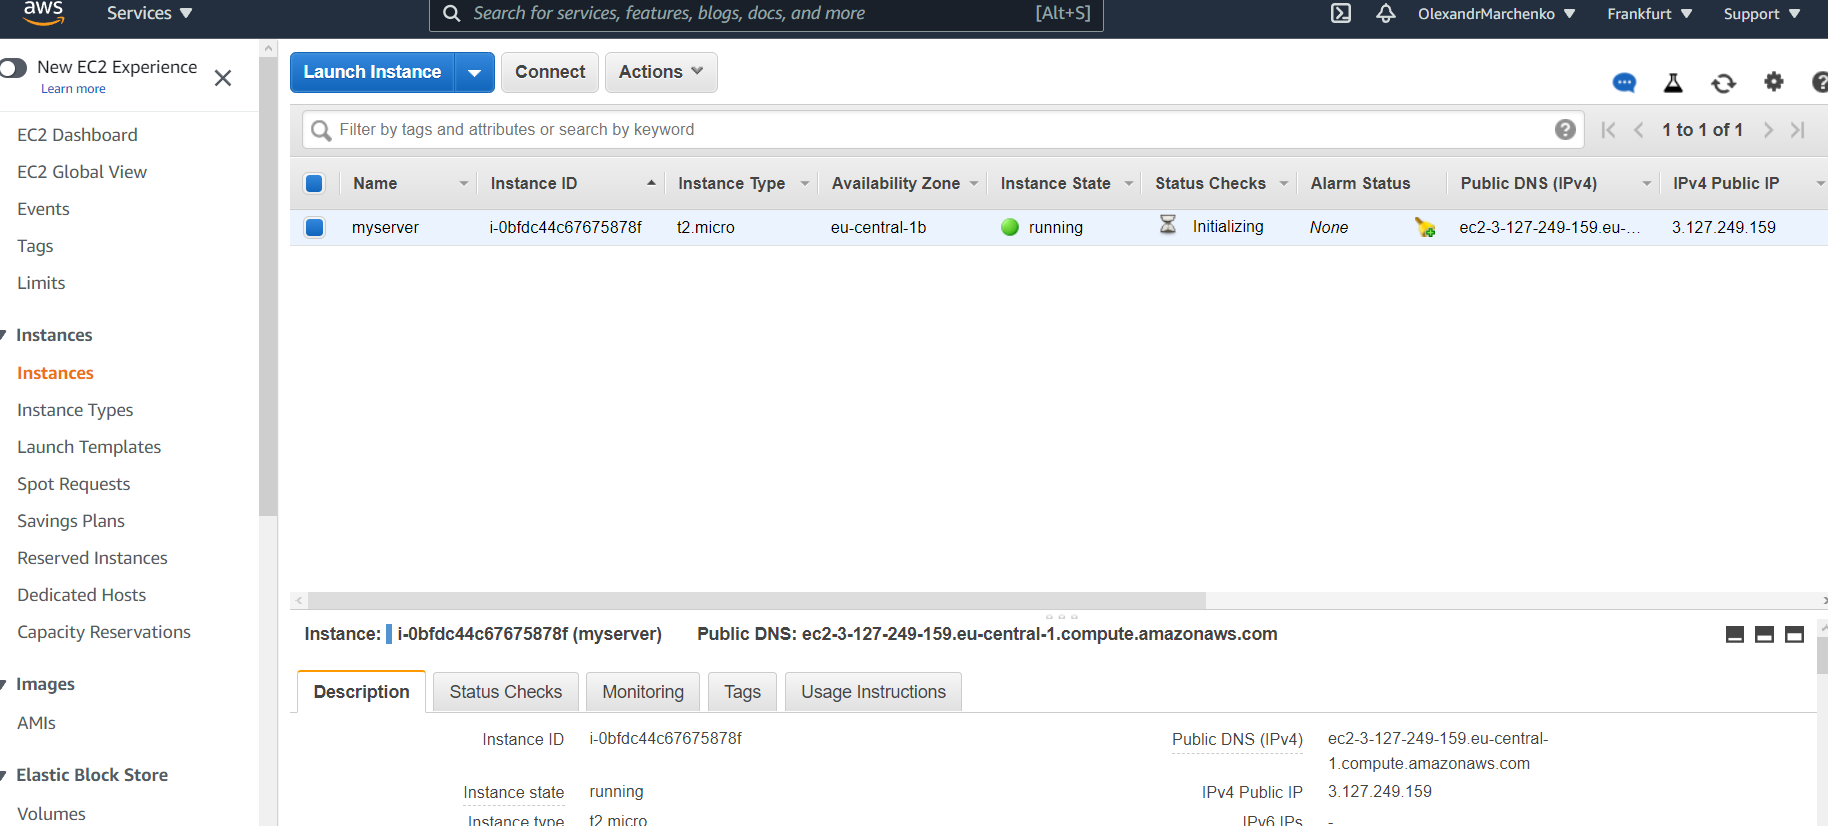 aws
Services
Search for services, features, blogs, docs, and more
[Alt+S]
OlexandrMarchenko
Frankfurt
Support
New EC2 Experience
Learn more
EC2 Dashboard
EC2 Global View
Events
Tags
Limits
Instances
Instances
Instance Types
Launch Templates
Spot Requests
Savings Plans
Reserved Instances
Dedicated Hosts
Capacity Reservations
Images
AMIs
Elastic Block Store
Volumes
Launch Instance
Connect
Actions
Filter by tags and attributes or search by keyword
1 to 1 of 1
Name Instance ID Instance Type Availability Zone Instance State Status Checks Alarm Status Public DNS (IPv4) IPv4 Public IP
myserver i-0bfdc44c67675878f t2.micro eu-central-1b running Initializing None ec2-3-127-249-159.eu-... 3.127.249.159
Instance: i-0bfdc44c67675878f (myserver) Public DNS: ec2-3-127-249-159.eu-central-1.compute.amazonaws.com
Description Status Checks Monitoring Tags Usage Instructions
Instance ID i-0bfdc44c67675878f
Public DNS (IPv4) ec2-3-127-249-159.eu-central-
1.compute.amazonaws.com
Instance state running
IPv4 Public IP 3.127.249.159
Instance type t2.micro
IPv6 IPs -